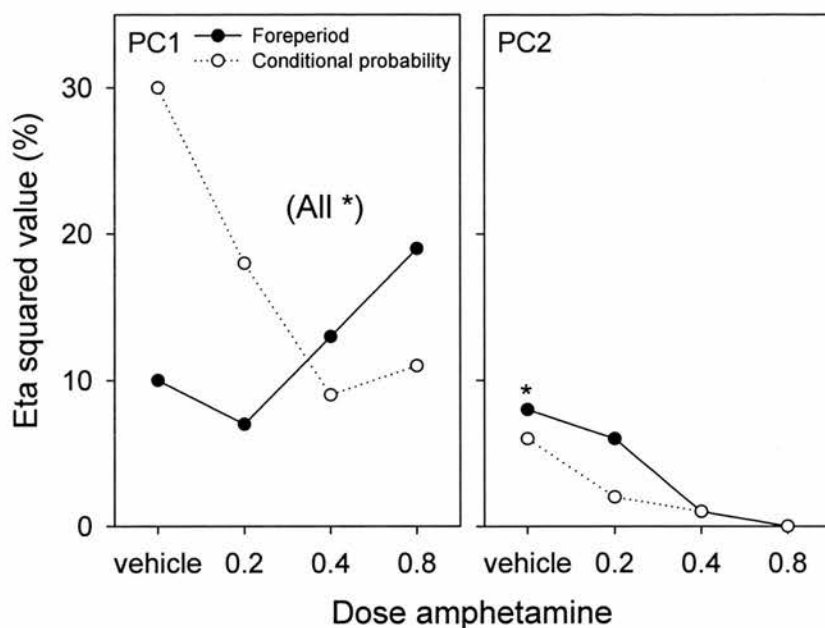 PC1
Foreperiod
Conditional probability
PC2
30
20
10
0
Eta squared value (%)
(All *)
*
vehicle 0.2 0.4 0.8
vehicle 0.2 0.4 0.8
Dose amphetamine